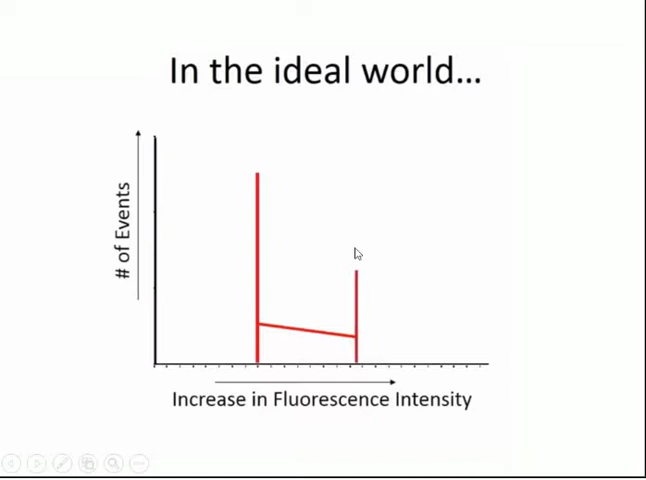 In the ideal world...
# of Events
Increase in Fluorescence Intensity